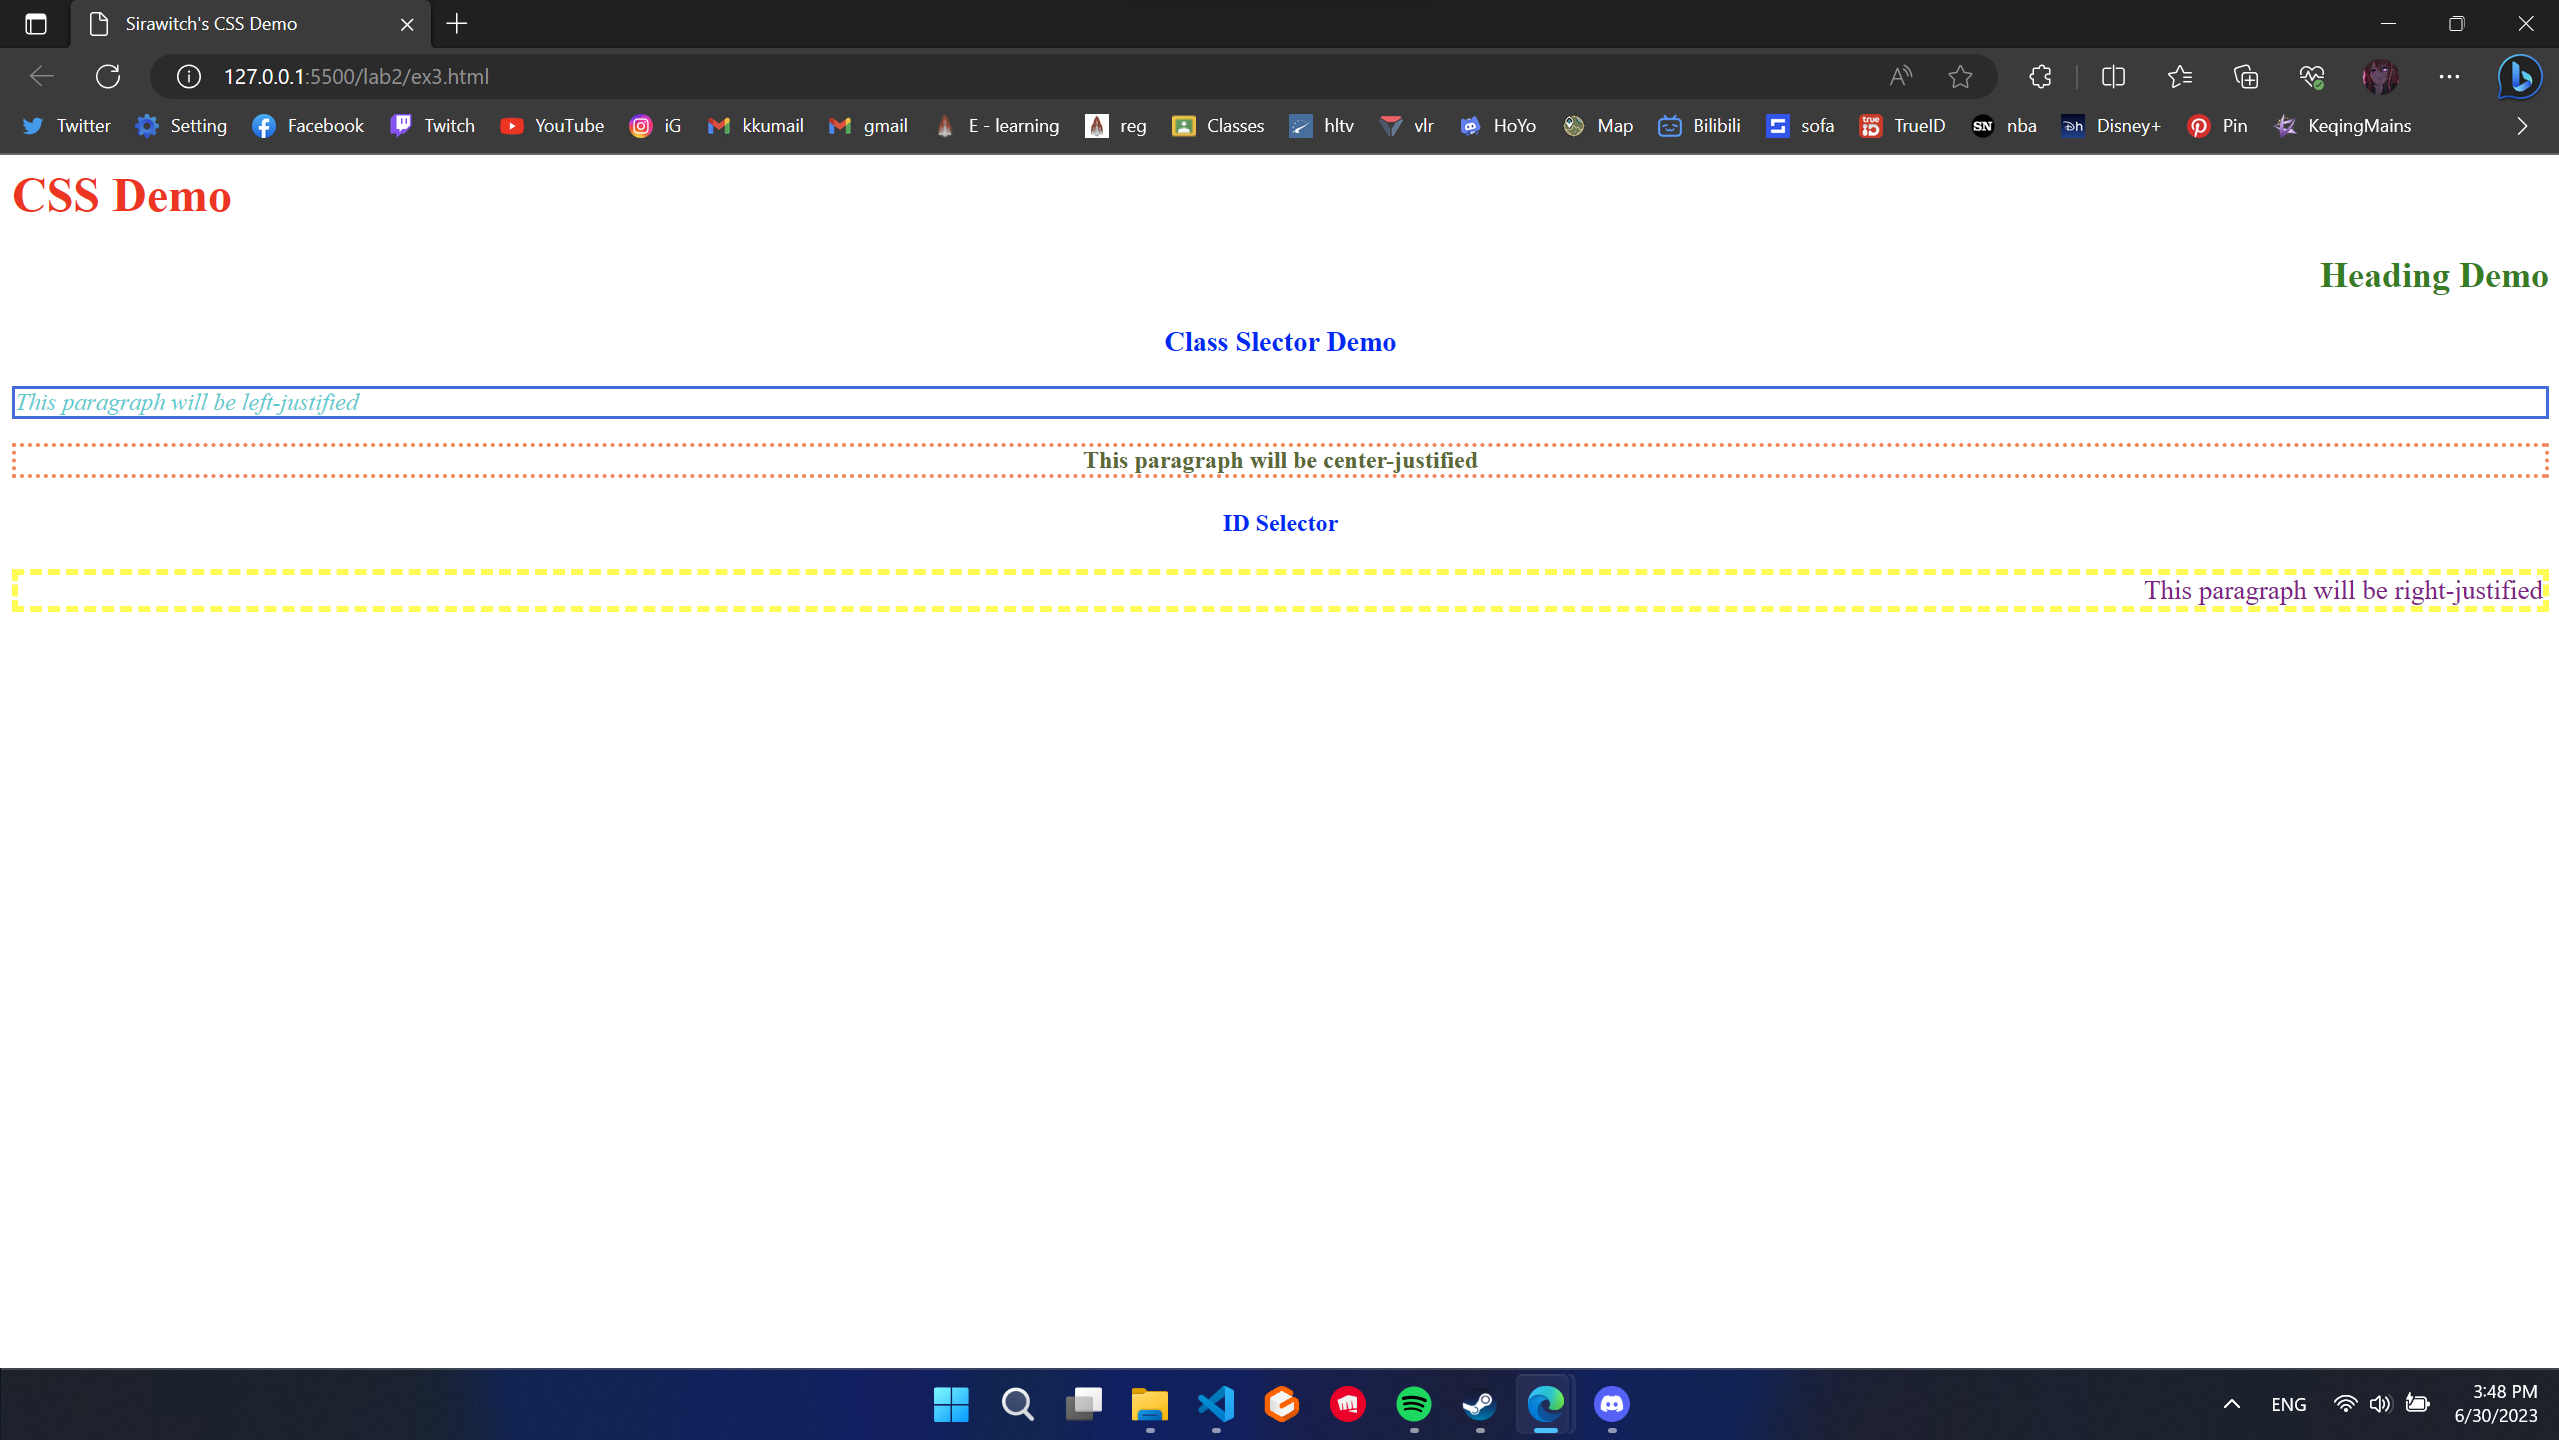 Sirawitch's CSS Demo
127.0.0.1:5500/lab2/ex3.html
Twitter Setting Facebook Twitch YouTube iG kkumail gmail E - learning reg Classes hltv vlr HoYo Map Bilibili sofa TrueID nba Disney+ Pin KeqingMains
CSS Demo
Heading Demo
Class Slector Demo
This paragraph will be left-justified
This paragraph will be center-justified
ID Selector
This paragraph will be right-justified
ENG
3:48 PM
6/30/2023